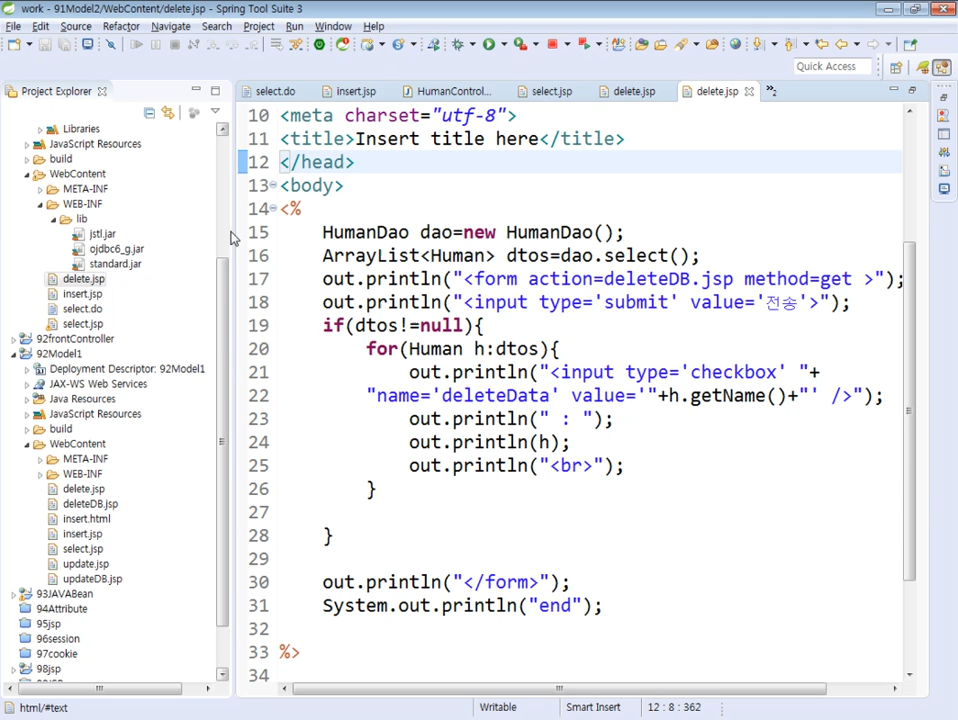 work - 91Model2/WebContent/delete.jsp - Spring Tool Suite 3
File Edit Source Refactor Navigate Search Project Run Window Help
Quick Access
Project Explorer
select.do insert.jsp HumanControl... select.jsp delete.jsp delete.jsp »2
Libraries
JavaScript Resources
build
WebContent
META-INF
WEB-INF
lib
jstl.jar
ojdbc6_g.jar
standard.jar
delete.jsp
insert.jsp
select.do
select.jsp
92frontController
92Model1
Deployment Descriptor: 92Model1
JAX-WS Web Services
Java Resources
JavaScript Resources
build
WebContent
META-INF
WEB-INF
delete.jsp
deleteDB.jsp
insert.html
insert.jsp
select.jsp
update.jsp
updateDB.jsp
93JAVABean
94Attribute
95jsp
96session
97cookie
98jsp
10 <meta charset="utf-8">
11 <title>Insert title here</title>
12 </head>
13 <body>
14 <%
15 HumanDao dao=new HumanDao();
16 ArrayList<Human> dtos=dao.select();
17 out.println("<form action=deleteDB.jsp method=get >");
18 out.println("<input type='submit' value='전송'>");
19 if(dtos!=null){
20 for(Human h:dtos){
21 out.println("<input type='checkbox' "+
22 "name='deleteData' value='"+h.getName()+"' />");
23 out.println(" : ");
24 out.println(h);
25 out.println("<br>");
26 }
27
28 }
29
30 out.println("</form>");
31 System.out.println("end");
32
33 %>
34
html/#text Writable Smart Insert 12 : 8 : 362